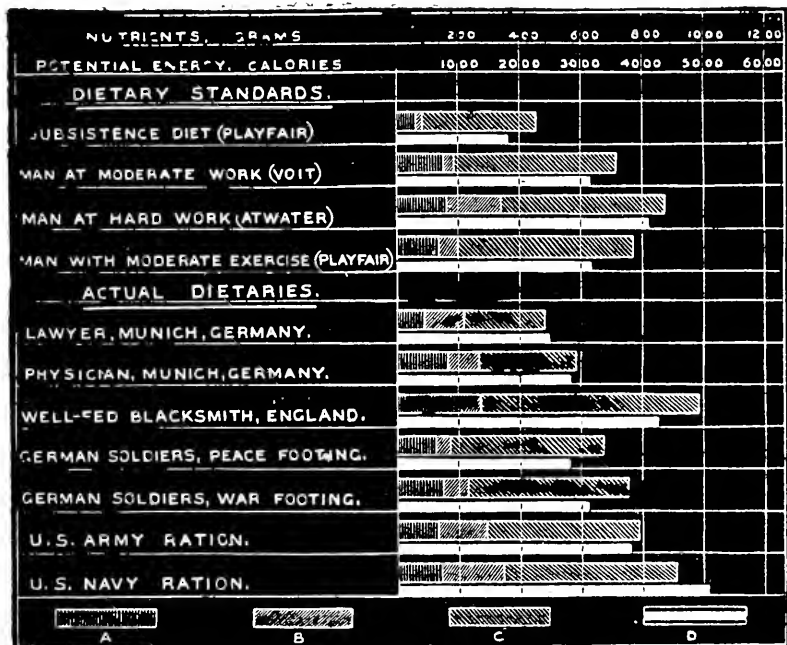 NUTRIENTS, GRAMS 200 400 600 800 1000 1200
POTENTIAL ENERGY, CALORIES 1000 2000 3000 4000 5000 6000
DIETARY STANDARDS.
SUBSISTENCE DIET (PLAYFAIR)
MAN AT MODERATE WORK (VOIT)
MAN AT HARD WORK (ATWATER)
MAN WITH MODERATE EXERCISE (PLAYFAIR)
ACTUAL DIETARIES.
LAWYER, MUNICH, GERMANY.
PHYSICIAN, MUNICH, GERMANY.
WELL-FED BLACKSMITH, ENGLAND.
GERMAN SOLDIERS, PEACE FOOTING.
GERMAN SOLDIERS, WAR FOOTING.
U.S. ARMY RATION.
U.S. NAVY RATION.
A B C D